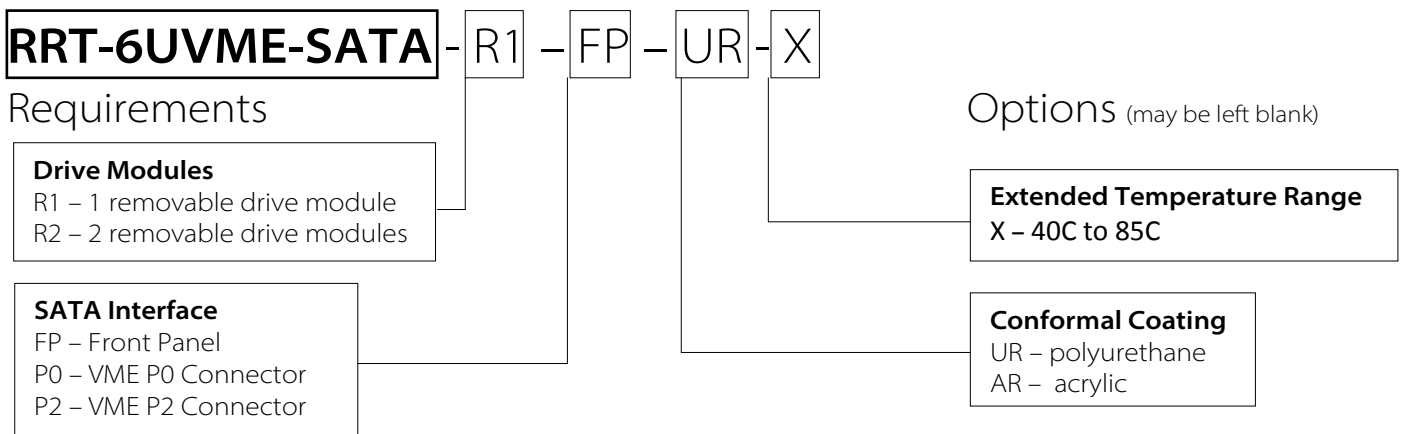 RRT-6UVME-SATA - R1 – FP – UR - X
Requirements
Options (may be left blank)
Drive Modules
R1 – 1 removable drive module
R2 – 2 removable drive modules
Extended Temperature Range
X – 40C to 85C
SATA Interface
FP – Front Panel
P0 – VME P0 Connector
P2 – VME P2 Connector
Conformal Coating
UR – polyurethane
AR – acrylic